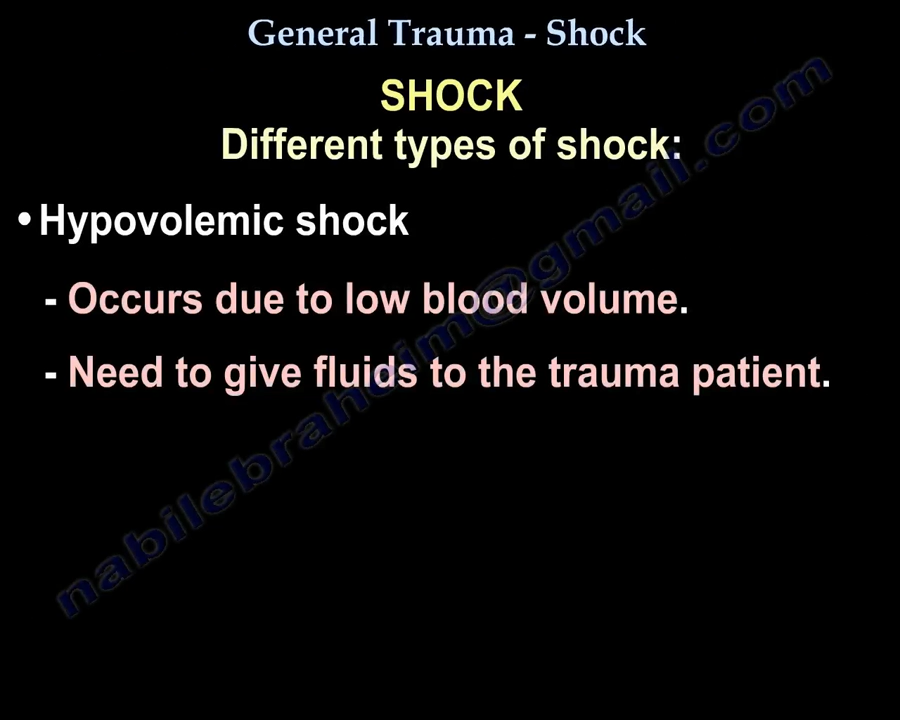 General Trauma - Shock
SHOCK
Different types of shock:
• Hypovolemic shock
- Occurs due to low blood volume.
- Need to give fluids to the trauma patient.
nabilebraheim@gmail.com